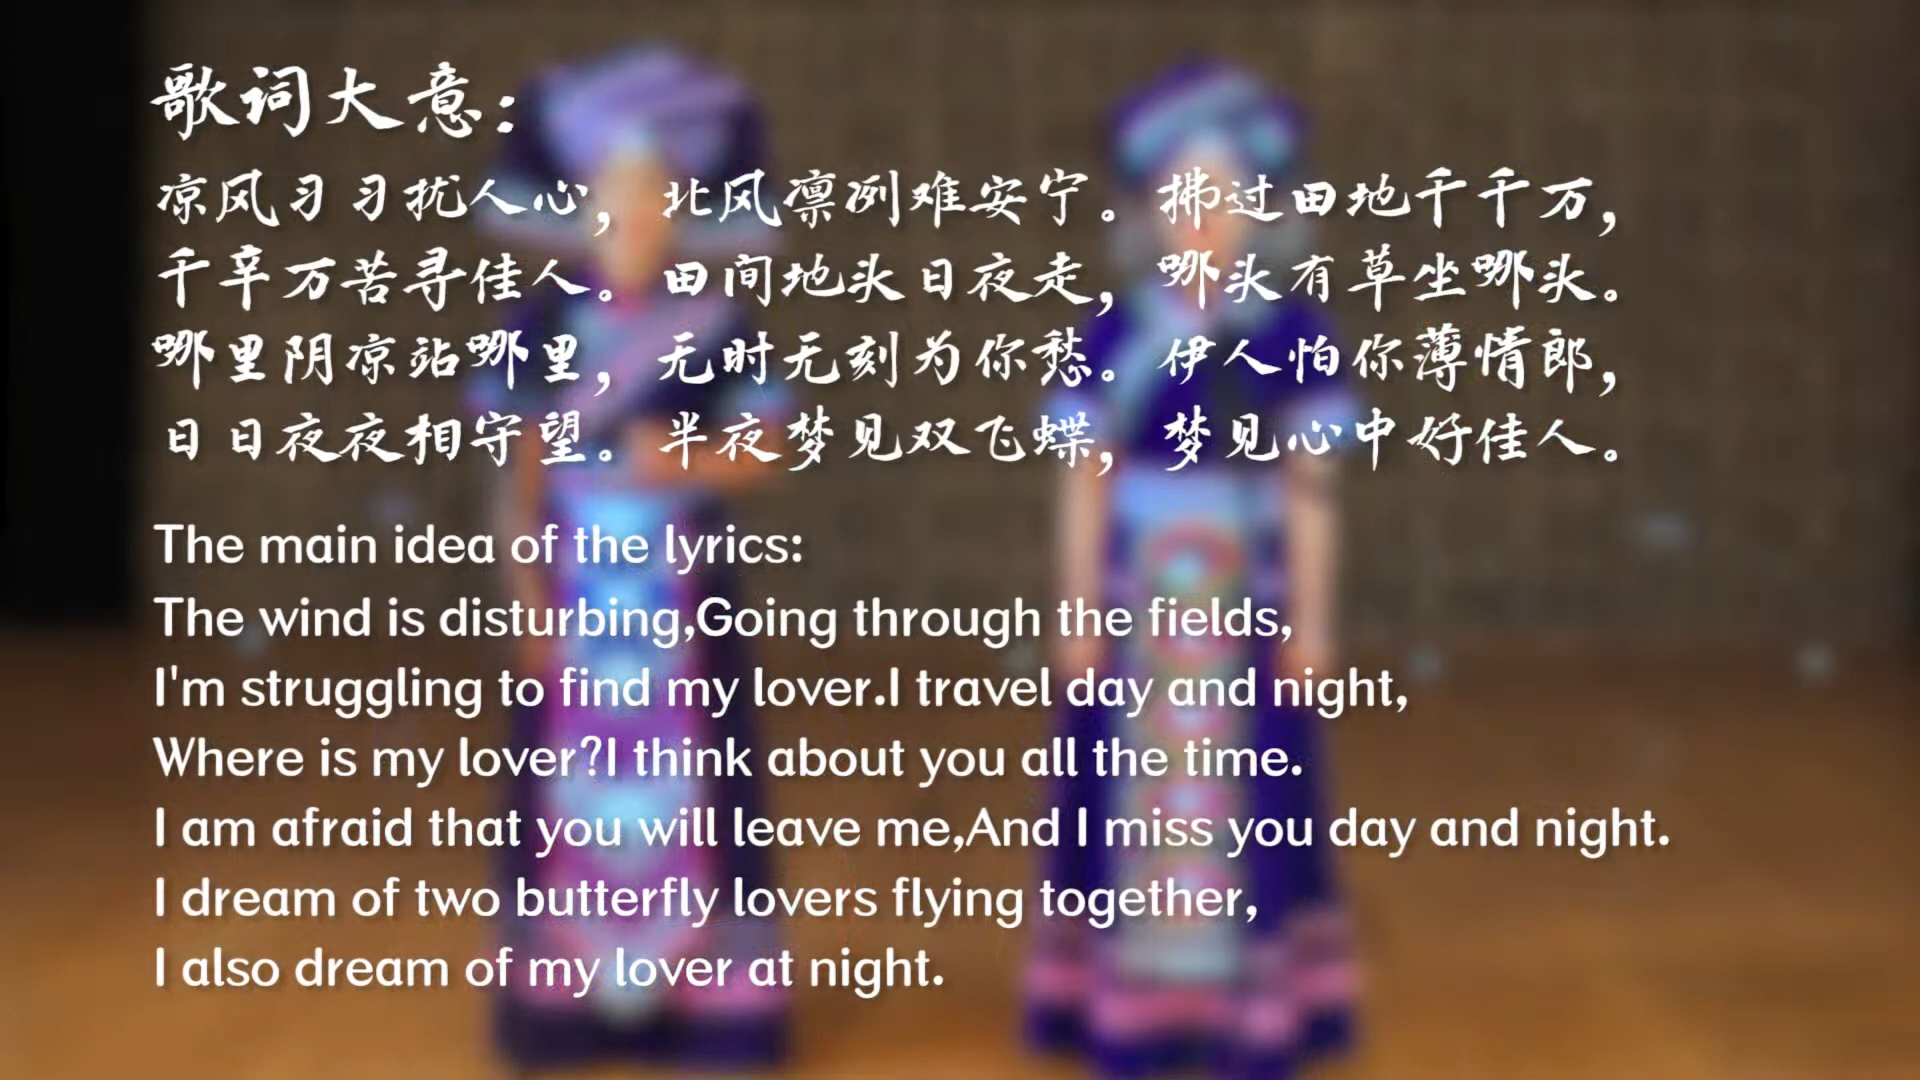 歌词大意：
凉风习习扰人心，北风凛冽难安宁。拂过田地千千万，
千辛万苦寻佳人。田间地头日夜走，哪头有草坐哪头。
哪里阴凉站哪里，无时无刻为你愁。伊人怕你薄情郎，
日日夜夜相守望。半夜梦见双飞蝶，梦见心中好佳人。
The main idea of the lyrics:
The wind is disturbing,Going through the fields,
I'm struggling to find my lover.I travel day and night,
Where is my lover?I think about you all the time.
I am afraid that you will leave me,And I miss you day and night.
I dream of two butterfly lovers flying together,
I also dream of my lover at night.